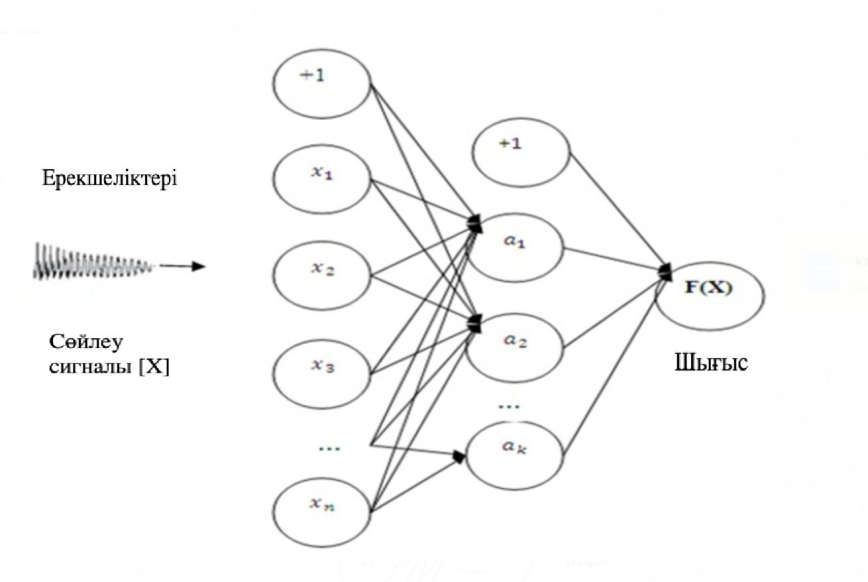 Ерекшеліктері
Сөйлеу
сигналы [X]
+1
x₁
x₂
x₃
...
xₙ
+1
a₁
a₂
...
aₖ
F(X)
Шығыс